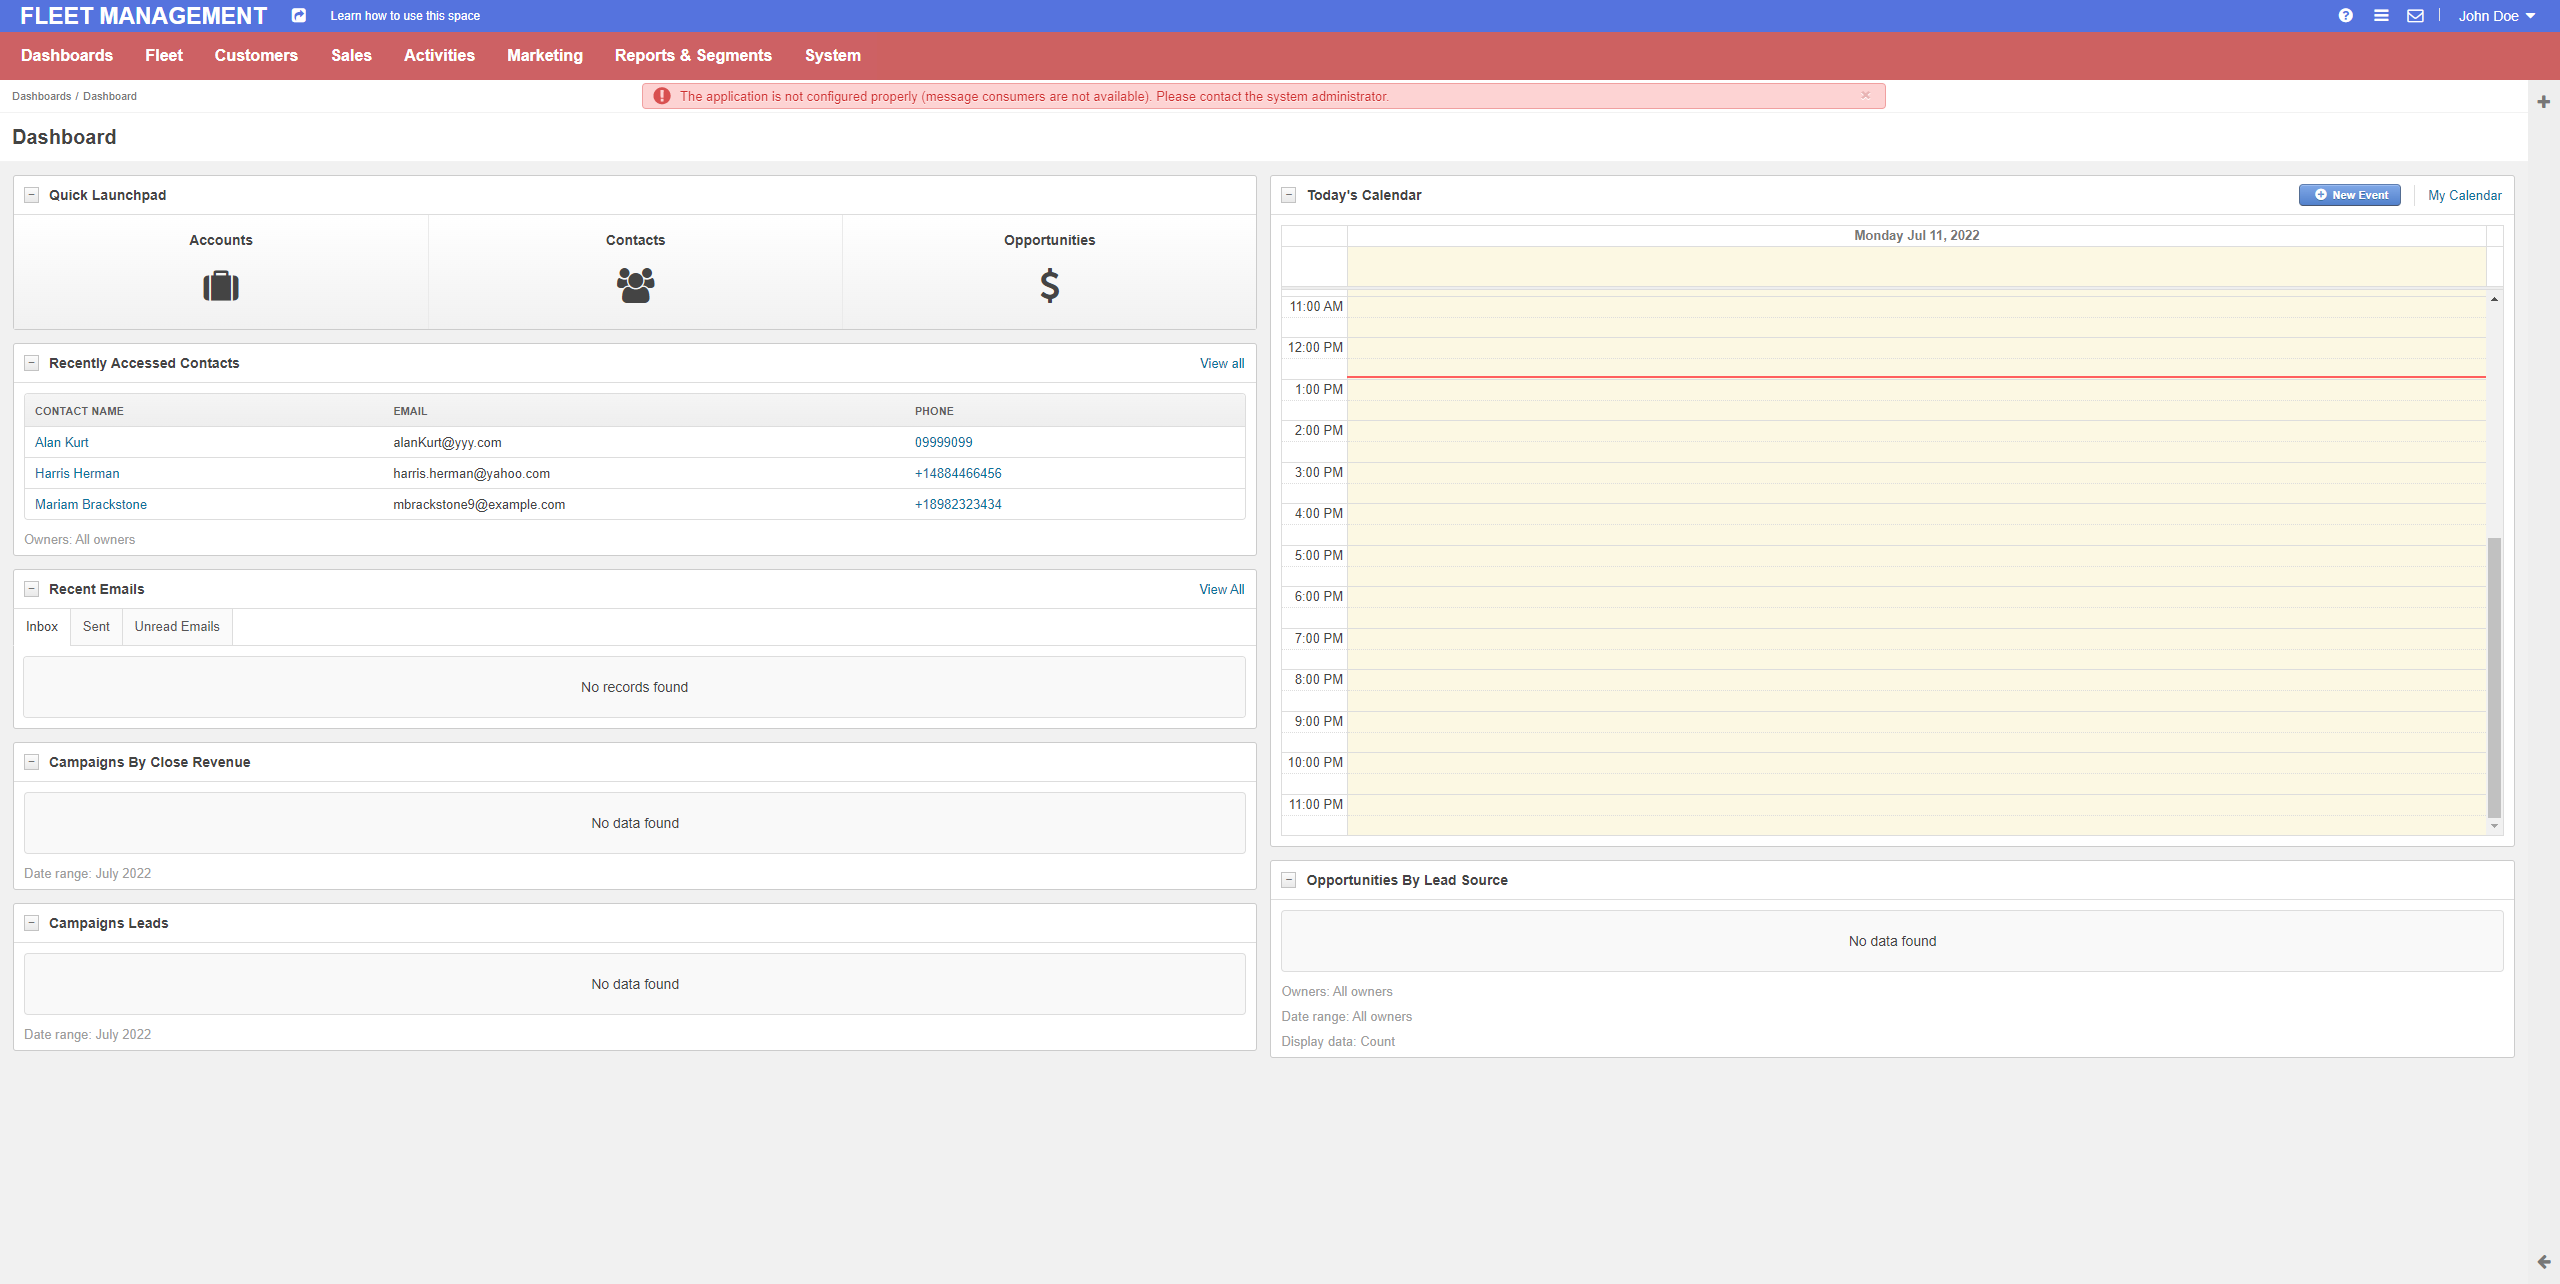 FLEET MANAGEMENT Learn how to use this space John Doe
Dashboards Fleet Customers Sales Activities Marketing Reports & Segments System
Dashboards / Dashboard
The application is not configured properly (message consumers are not available). Please contact the system administrator. ×
Dashboard
Quick Launchpad
Accounts Contacts Opportunities
Recently Accessed Contacts View all
CONTACT NAME EMAIL PHONE
Alan Kurt alanKurt@yyy.com 09999099
Harris Herman harris.herman@yahoo.com +14884466456
Mariam Brackstone mbrackstone9@example.com +18982323434
Owners: All owners
Recent Emails View All
Inbox Sent Unread Emails
No records found
Campaigns By Close Revenue
No data found
Date range: July 2022
Campaigns Leads
No data found
Date range: July 2022
Today's Calendar New Event My Calendar
Monday Jul 11, 2022
11:00 AM
12:00 PM
1:00 PM
2:00 PM
3:00 PM
4:00 PM
5:00 PM
6:00 PM
7:00 PM
8:00 PM
9:00 PM
10:00 PM
11:00 PM
Opportunities By Lead Source
No data found
Owners: All owners
Date range: All owners
Display data: Count